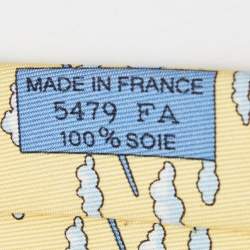 MADE IN FRANCE
5479 FA
100% SOIE